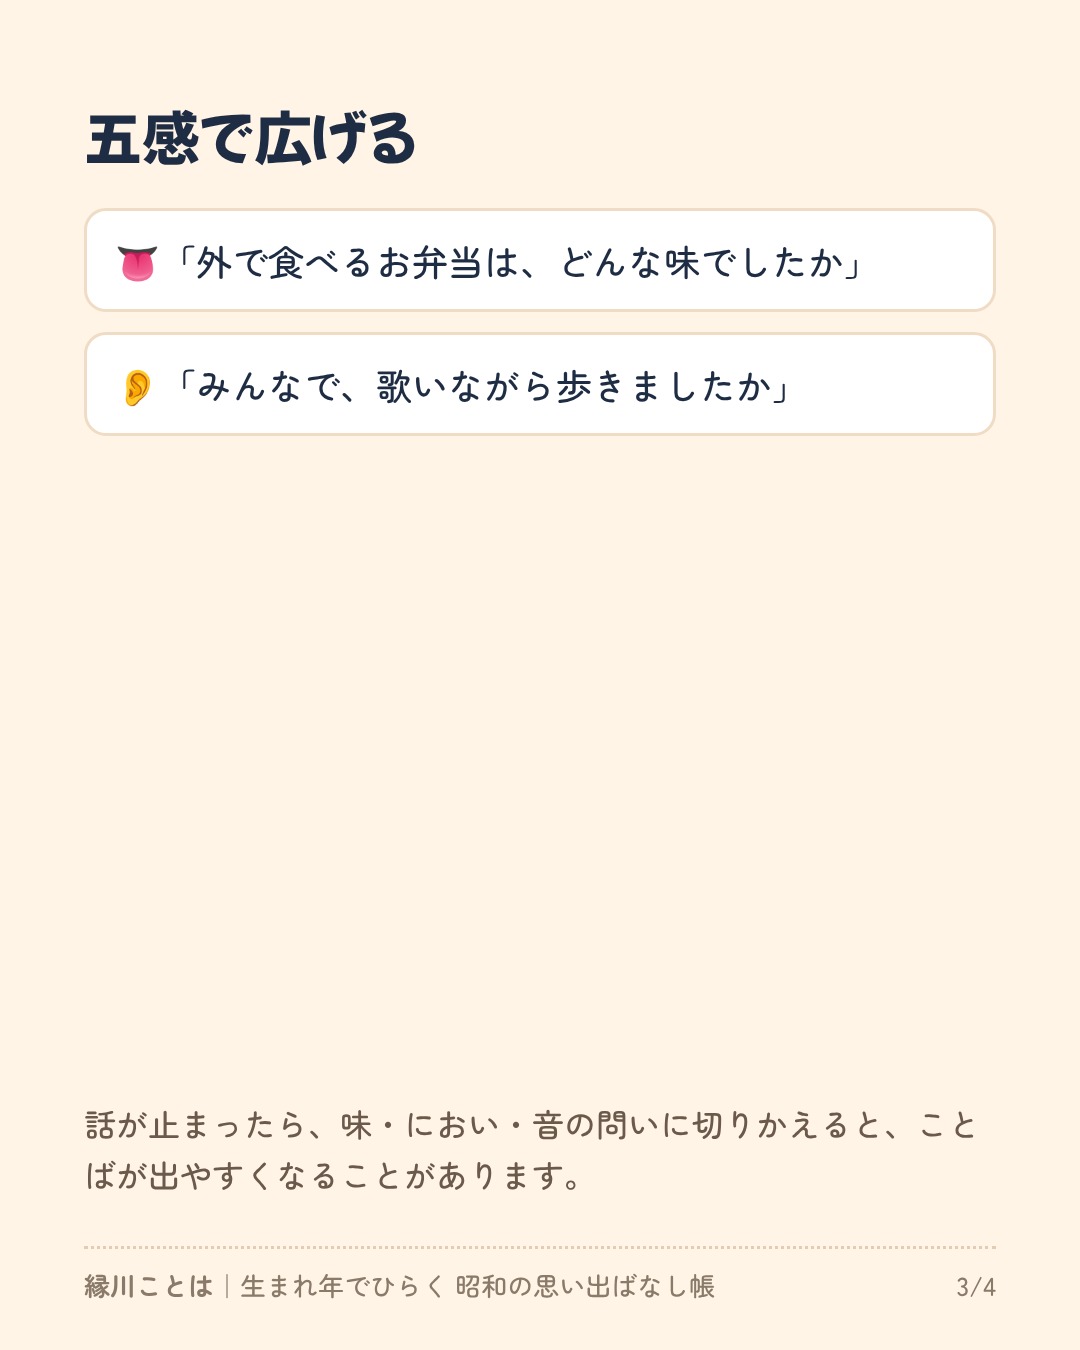 五感で広げる
「外で食べるお弁当は、どんな味でしたか」
「みんなで、歌いながら歩きましたか」
話が止まったら、味・におい・音の問いに切りかえると、こと
ばが出やすくなることがあります。
縁川ことは｜生まれ年でひらく 昭和の思い出ばなし帳
3/4